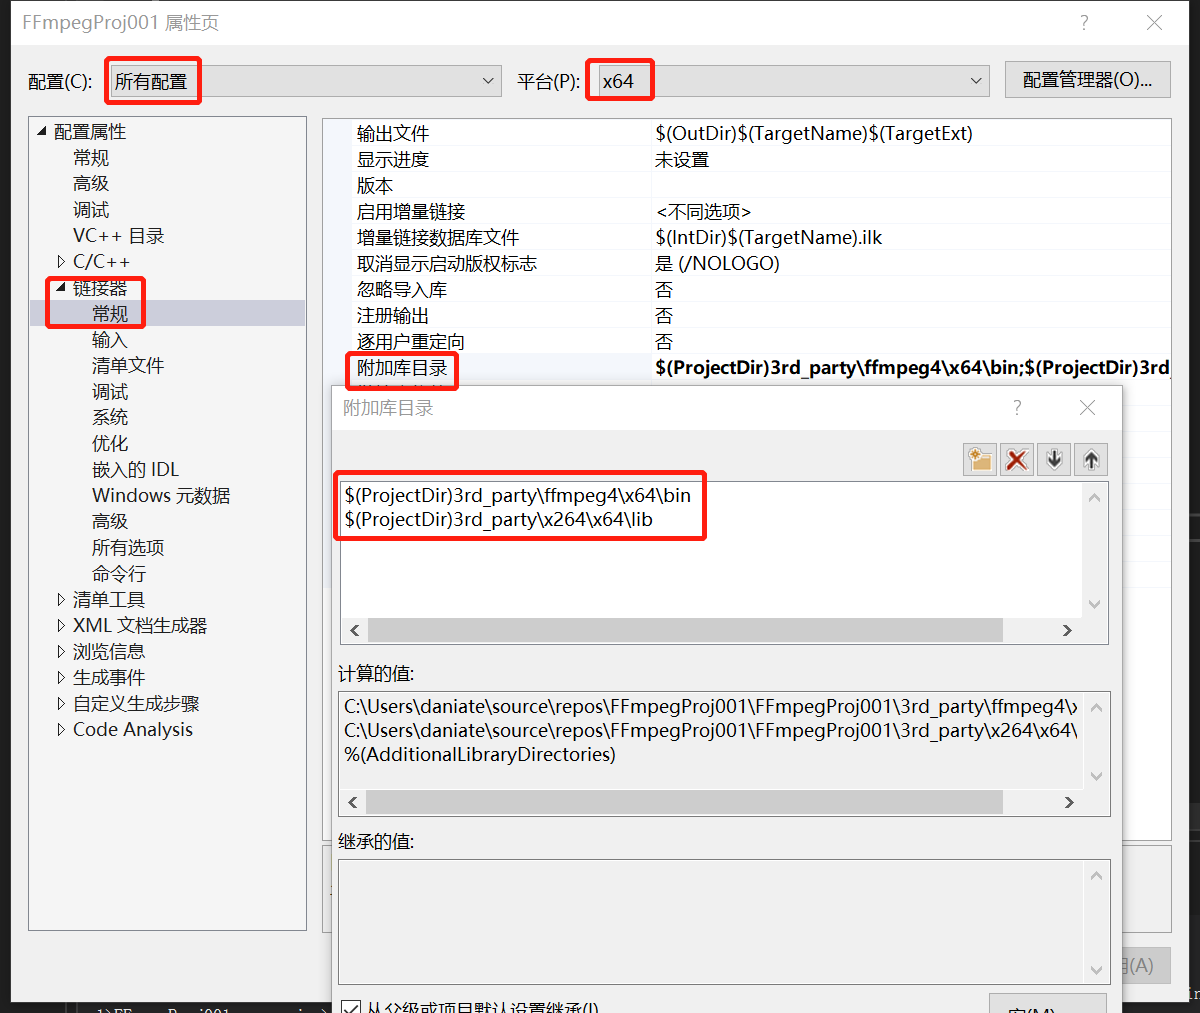 FFmpegProj001 属性页
配置(C): 所有配置 平台(P): x64 配置管理器(O)...
配置属性
常规
高级
调试
VC++ 目录
C/C++
链接器
常规
输入
清单文件
调试
系统
优化
嵌入的 IDL
Windows 元数据
高级
所有选项
命令行
清单工具
XML 文档生成器
浏览信息
生成事件
自定义生成步骤
Code Analysis
输出文件 $(OutDir)$(TargetName)$(TargetExt)
显示进度 未设置
版本
启用增量链接 <不同选项>
增量链接数据库文件 $(IntDir)$(TargetName).ilk
取消显示启动版权标志 是 (/NOLOGO)
忽略导入库 否
注册输出 否
逐用户重定向 否
附加库目录 $(ProjectDir)3rd_party\ffmpeg4\x64\bin;$(ProjectDir)3rd_
附加库目录
$(ProjectDir)3rd_party\ffmpeg4\x64\bin
$(ProjectDir)3rd_party\x264\x64\lib
计算的值:
C:\Users\daniate\source\repos\FFmpegProj001\FFmpegProj001\3rd_party\ffmpeg4\x
C:\Users\daniate\source\repos\FFmpegProj001\FFmpegProj001\3rd_party\x264\x64\
%(AdditionalLibraryDirectories)
继承的值:
从父级或项目默认设置继承(I)
(A)